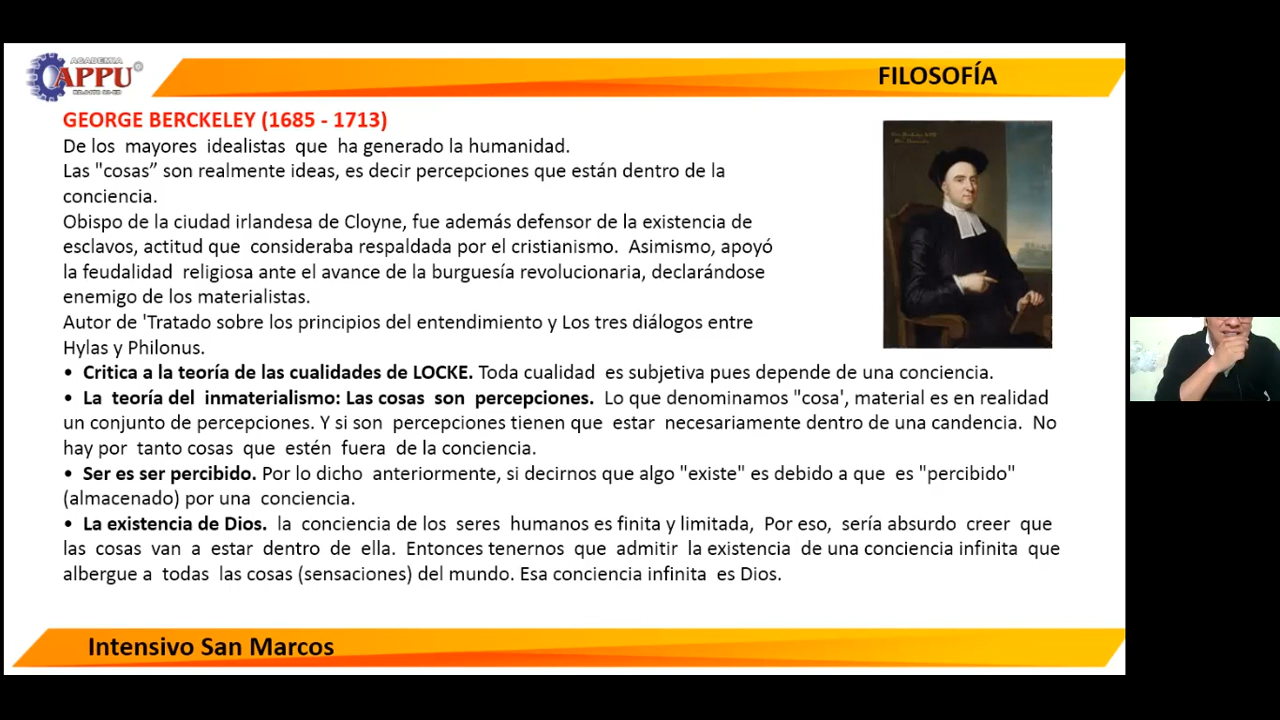 ACADEMIA
APPU
FILOSOFÍA
GEORGE BERCKELEY (1685 - 1713)
De los mayores idealistas que ha generado la humanidad.
Las "cosas” son realmente ideas, es decir percepciones que están dentro de la
conciencia.
Obispo de la ciudad irlandesa de Cloyne, fue además defensor de la existencia de
esclavos, actitud que consideraba respaldada por el cristianismo. Asimismo, apoyó
la feudalidad religiosa ante el avance de la burguesía revolucionaria, declarándose
enemigo de los materialistas.
Autor de 'Tratado sobre los principios del entendimiento y Los tres diálogos entre
Hylas y Philonus.
• Critica a la teoría de las cualidades de LOCKE. Toda cualidad es subjetiva pues depende de una conciencia.
• La teoría del inmaterialismo: Las cosas son percepciones. Lo que denominamos "cosa', material es en realidad
un conjunto de percepciones. Y si son percepciones tienen que estar necesariamente dentro de una candencia. No
hay por tanto cosas que estén fuera de la conciencia.
• Ser es ser percibido. Por lo dicho anteriormente, si decirnos que algo "existe" es debido a que es "percibido"
(almacenado) por una conciencia.
• La existencia de Dios. la conciencia de los seres humanos es finita y limitada, Por eso, sería absurdo creer que
las cosas van a estar dentro de ella. Entonces tenernos que admitir la existencia de una conciencia infinita que
albergue a todas las cosas (sensaciones) del mundo. Esa conciencia infinita es Dios.
Intensivo San Marcos